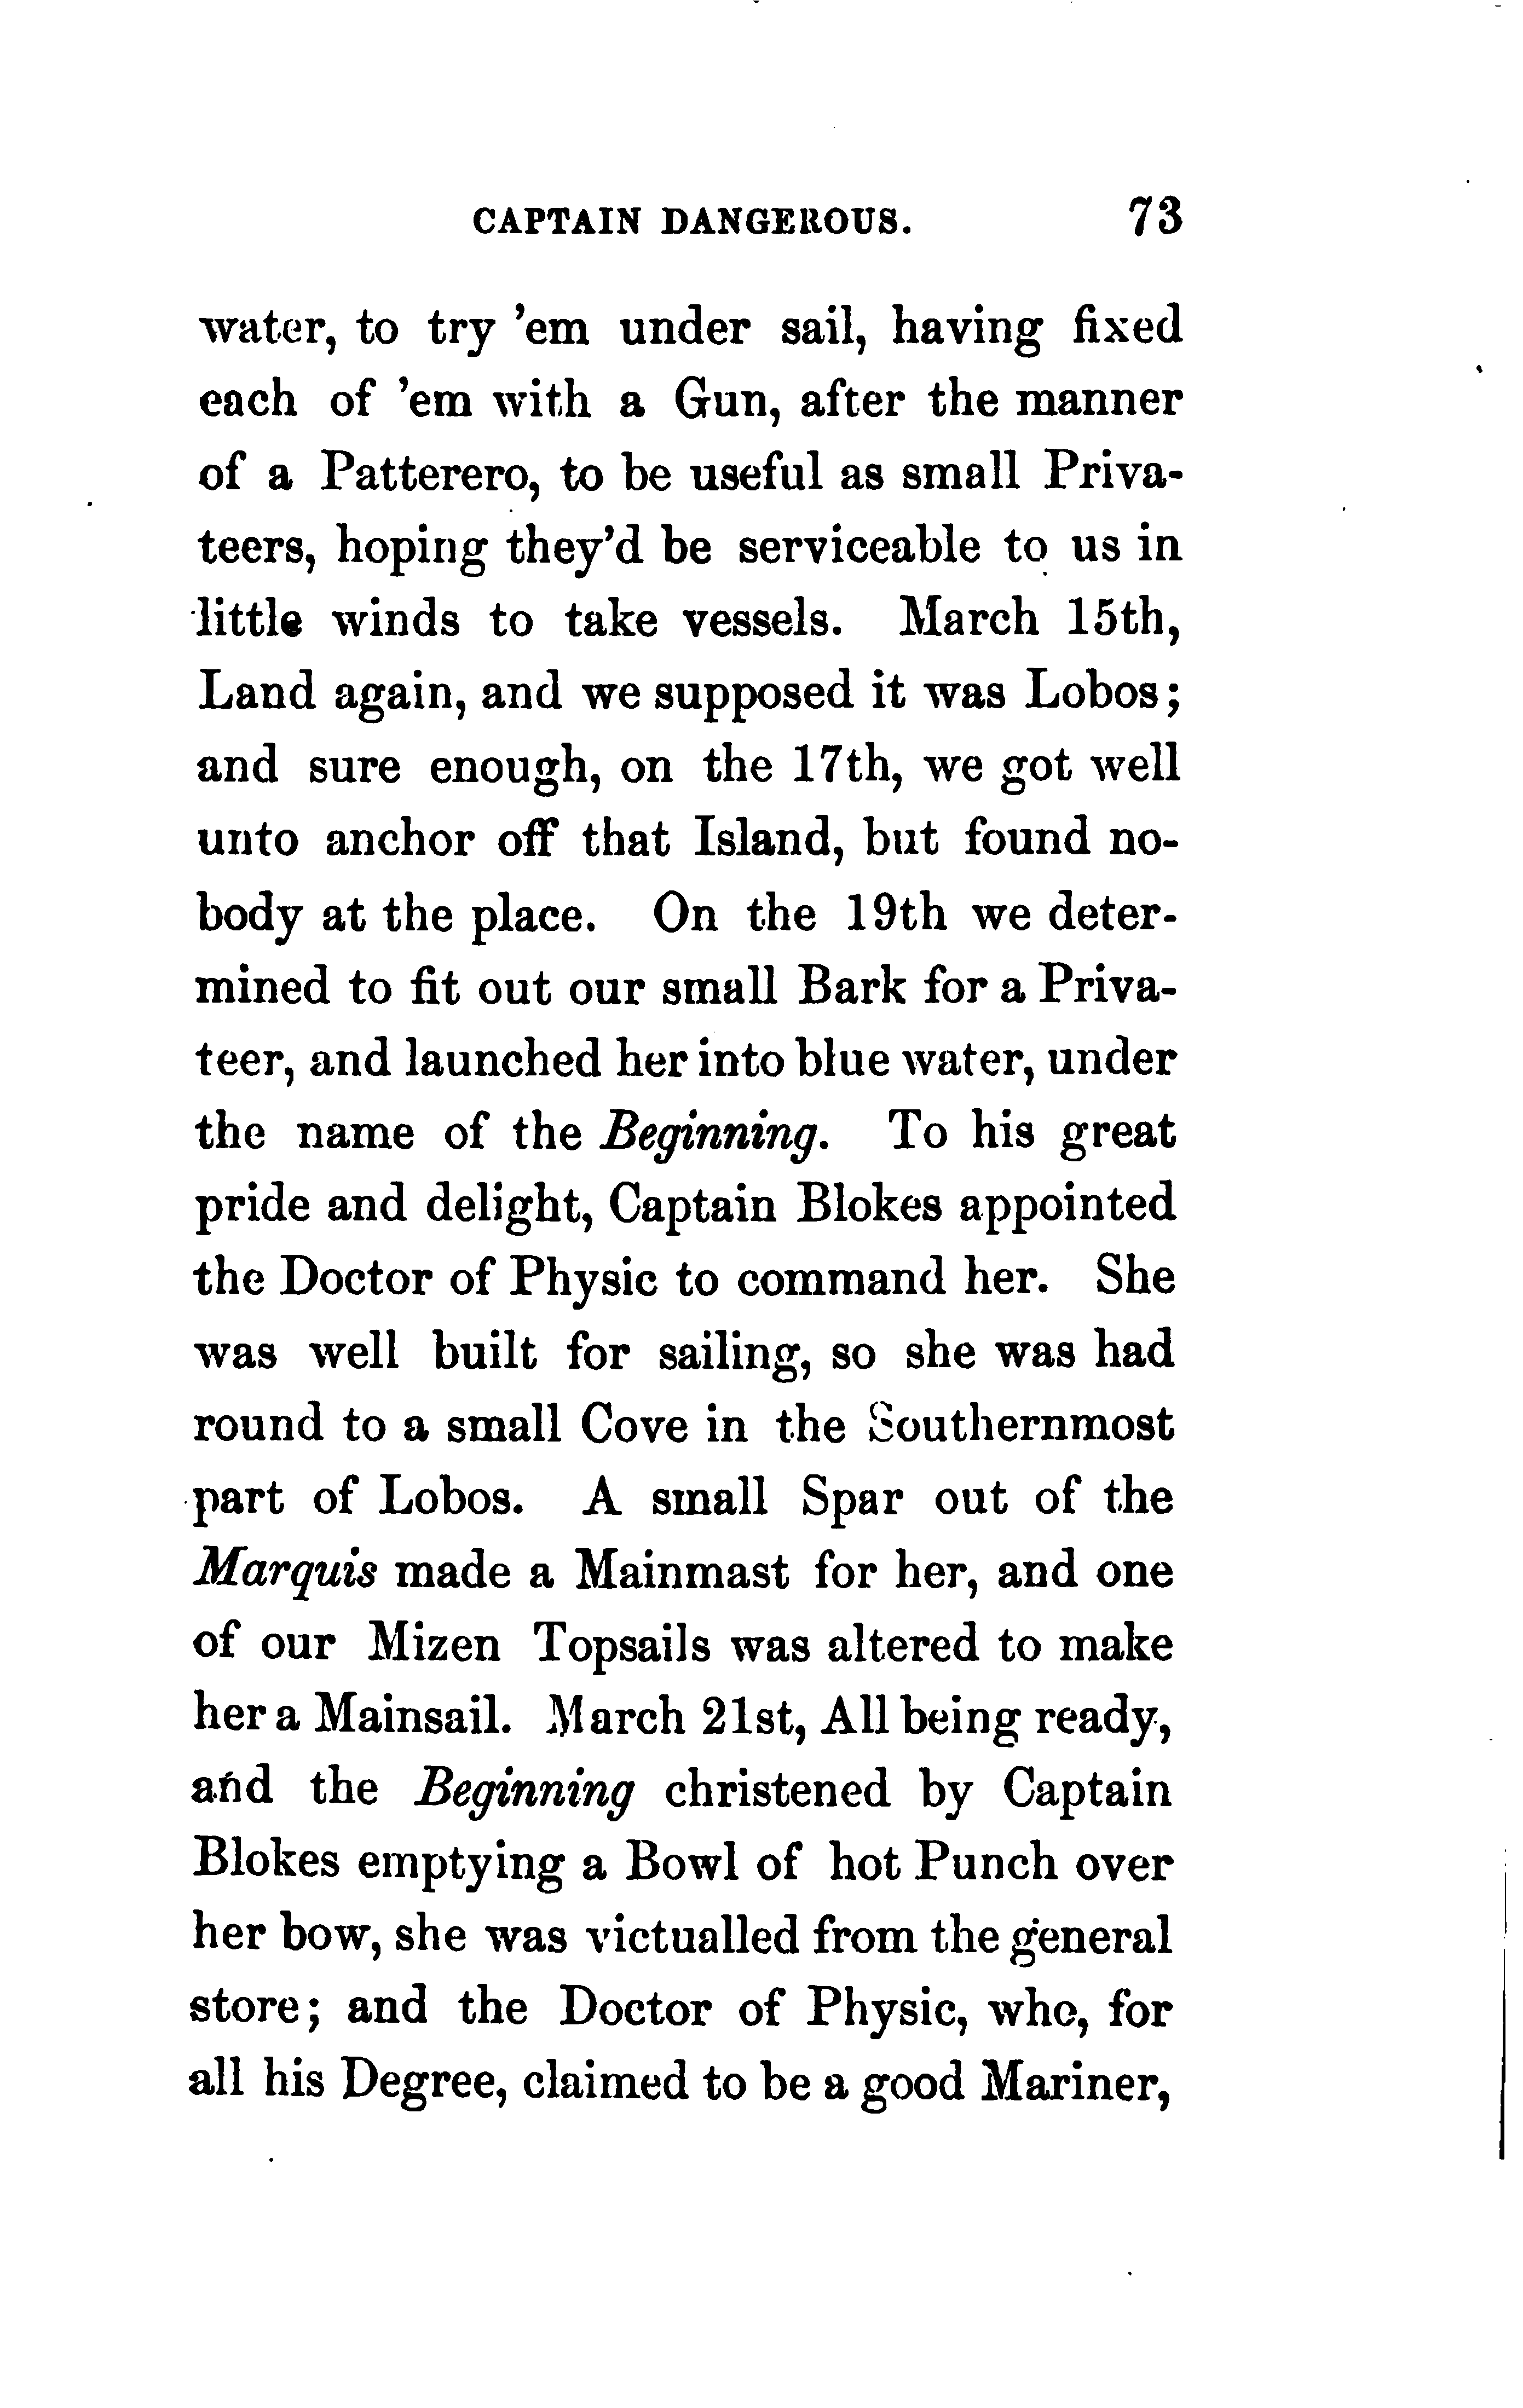 CAPTAIN DANGEROUS. 73
water, to try 'em under sail, having fixed
each of 'em with a Gun, after the manner
of a Patterero, to be useful as small Priva-
teers, hoping they'd be serviceable to us in
little winds to take vessels. March 15th,
Land again, and we supposed it was Lobos;
and sure enough, on the 17th, we got well
unto anchor off that Island, but found no-
body at the place. On the 19th we deter-
mined to fit out our small Bark for a Priva-
teer, and launched her into blue water, under
the name of the Beginning. To his great
pride and delight, Captain Blokes appointed
the Doctor of Physic to command her. She
was well built for sailing, so she was had
round to a small Cove in the Southernmost
part of Lobos. A small Spar out of the
Marquis made a Mainmast for her, and one
of our Mizen Topsails was altered to make
her a Mainsail. March 21st, All being ready,
and the Beginning christened by Captain
Blokes emptying a Bowl of hot Punch over
her bow, she was victualled from the general
store; and the Doctor of Physic, who, for
all his Degree, claimed to be a good Mariner,